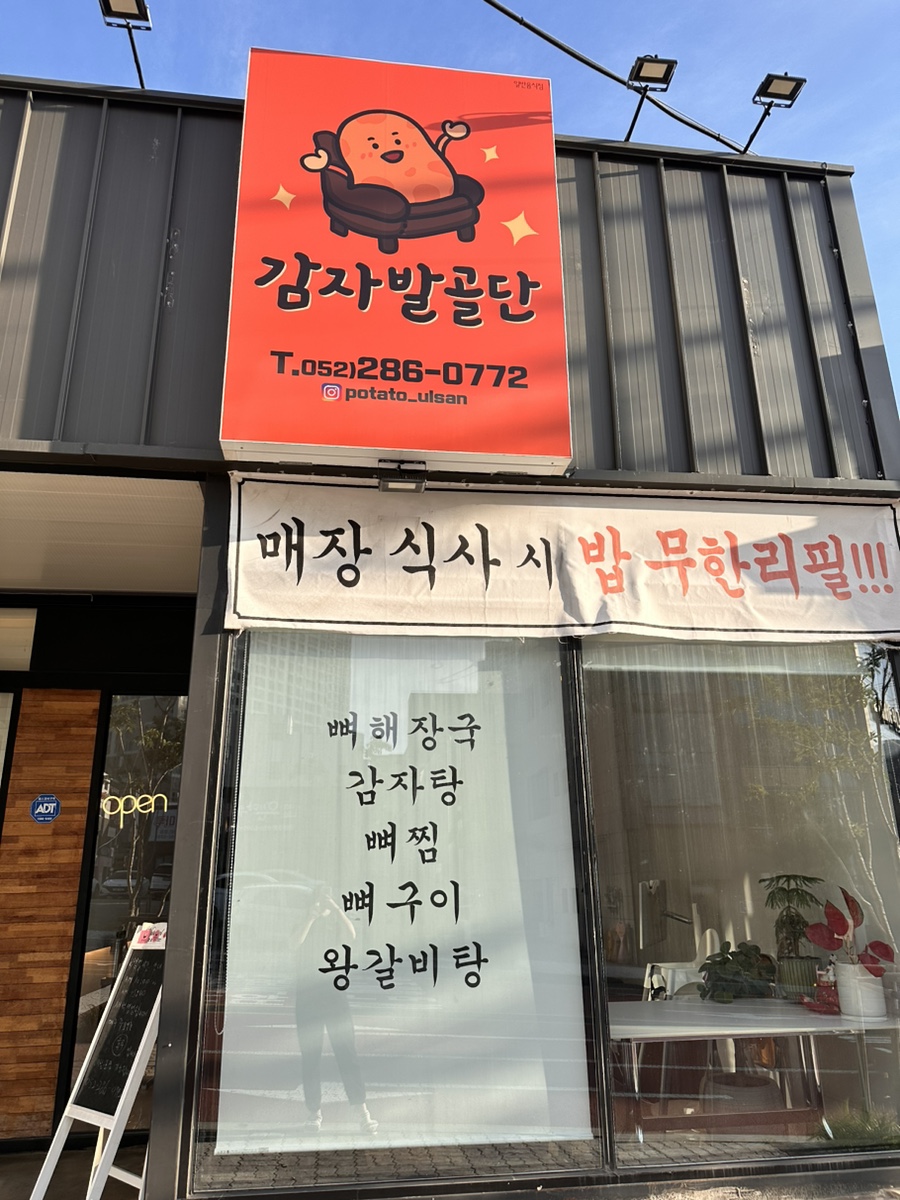 감자발골단
T.052)286-0772
potato_ulsan
매장 식사 시 밥 무한리필!!!
뼈해장국
감자탕
뼈찜
뼈구이
왕갈비탕
ADT
open